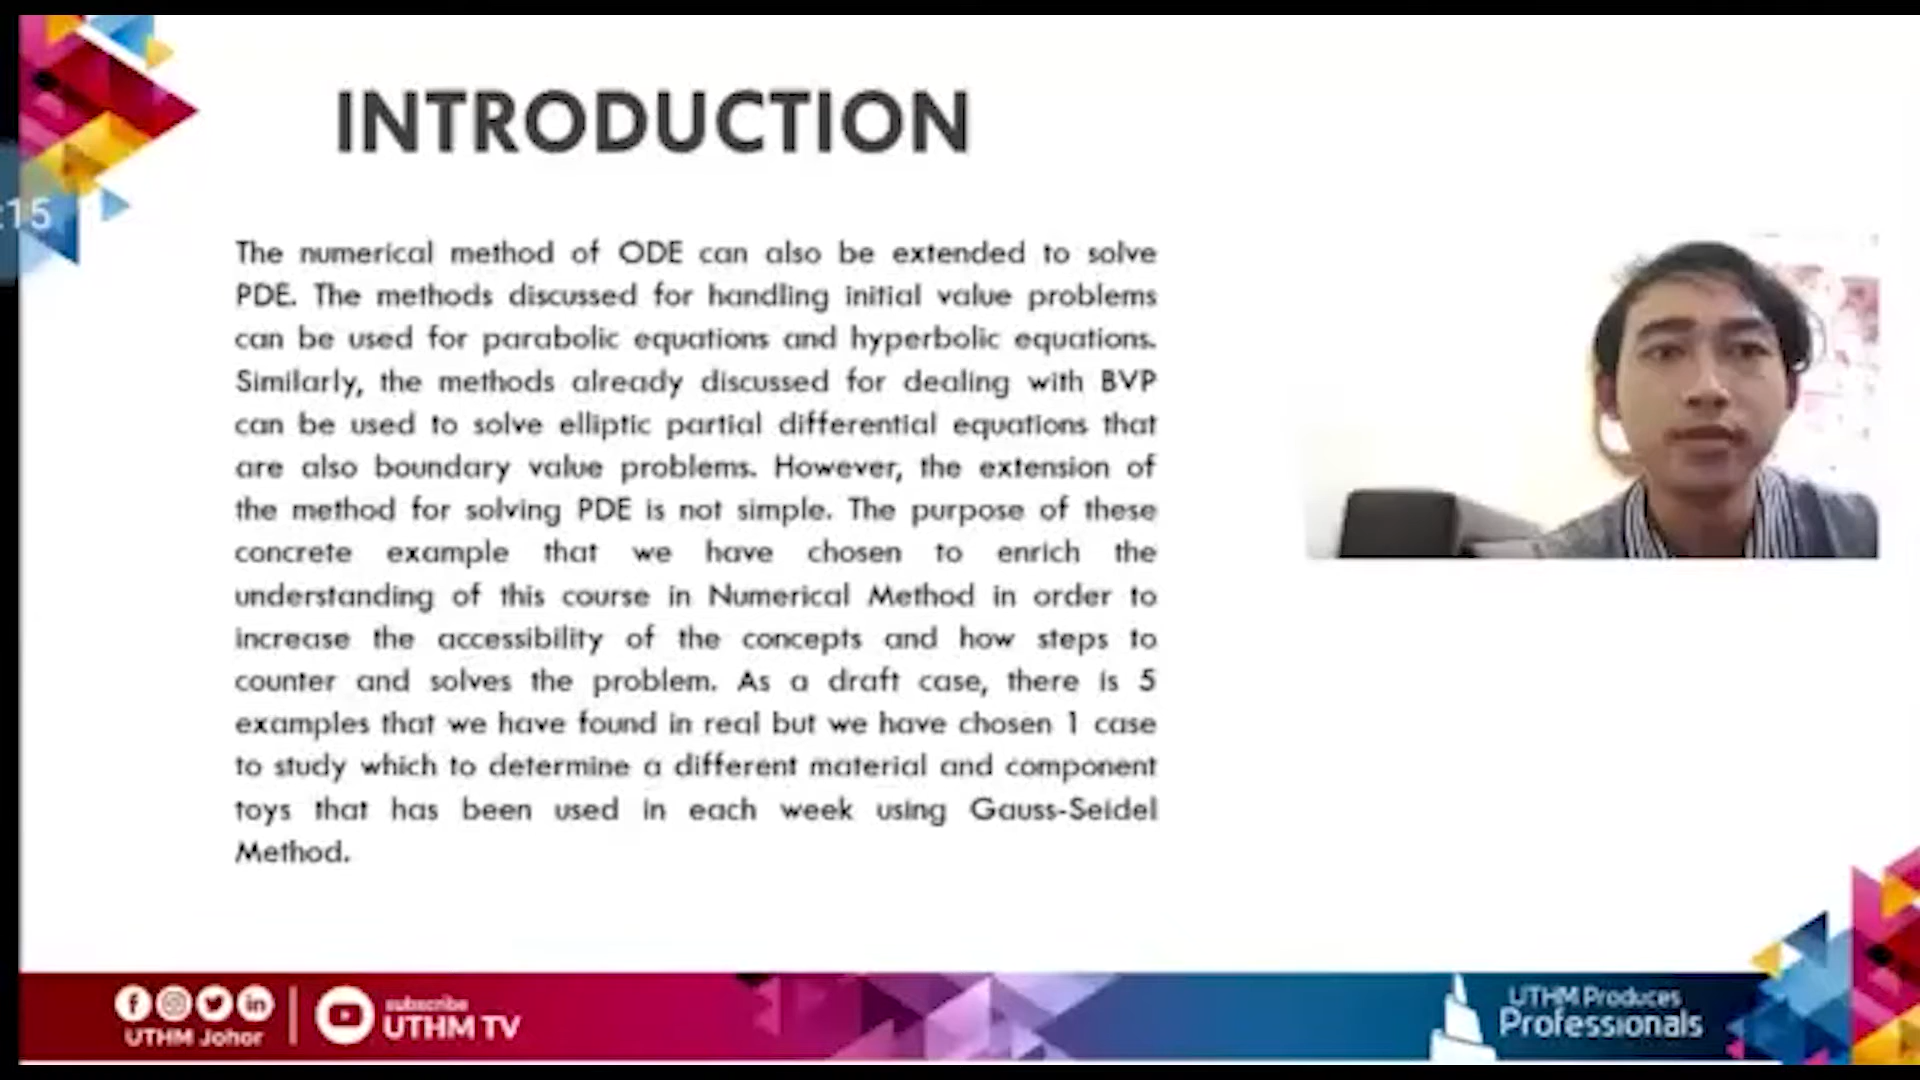 INTRODUCTION
:15
The numerical method of ODE can also be extended to solve
PDE. The methods discussed for handling initial value problems
can be used for parabolic equations and hyperbolic equations.
Similarly, the methods already discussed for dealing with BVP
can be used to solve elliptic partial differential equations that
are also boundary value problems. However, the extension of
the method for solving PDE is not simple. The purpose of these
concrete example that we have chosen to enrich the
understanding of this course in Numerical Method in order to
increase the accessibility of the concepts and how steps to
counter and solves the problem. As a draft case, there is 5
examples that we have found in real but we have chosen 1 case
to study which to determine a different material and component
toys that has been used in each week using Gauss-Seidel
Method.
UTHM Johor
subscribe
UTHM TV
UTHM Produces
Professionals